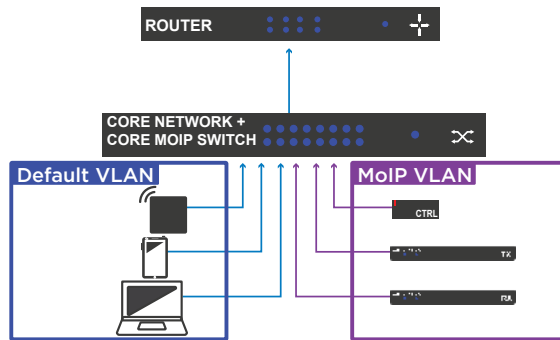 ROUTER
CORE NETWORK +
CORE MOIP SWITCH
Default VLAN
MoIP VLAN
CTRL
TX
RX